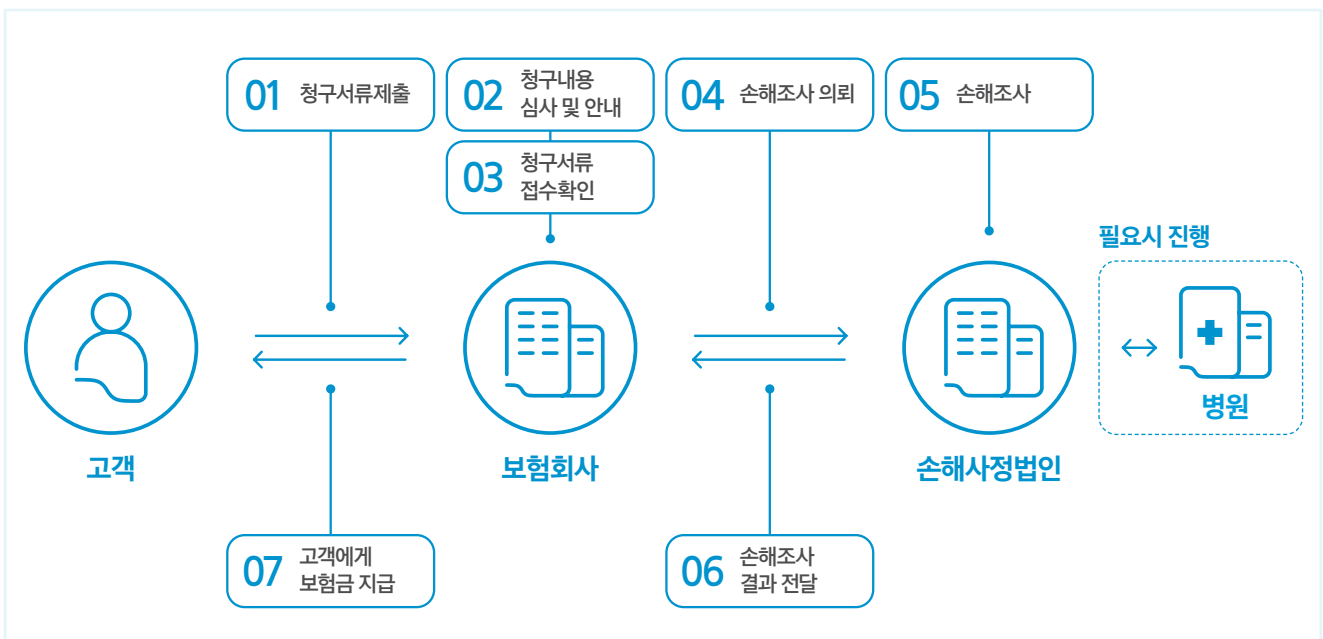 01 청구서류제출
02 청구내용
심사 및 안내
03 청구서류
접수확인
04 손해조사 의뢰
05 손해조사
필요시 진행
병원
고객
보험회사
손해사정법인
07 고객에게
보험금 지급
06 손해조사
결과 전달